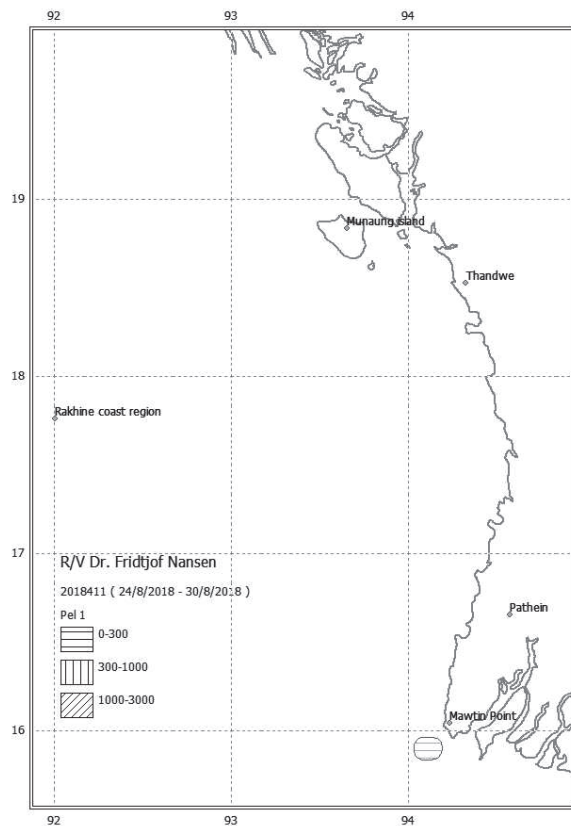 92 93 94
19
Munaung island
Thandwe
18
Rakhine coast region
17
R/V Dr. Fridtjof Nansen
2018411 ( 24/8/2018 - 30/8/2018 )
Pel 1
0-300
300-1000
1000-3000
Pathein
Mawtin Point
16
92 93 94